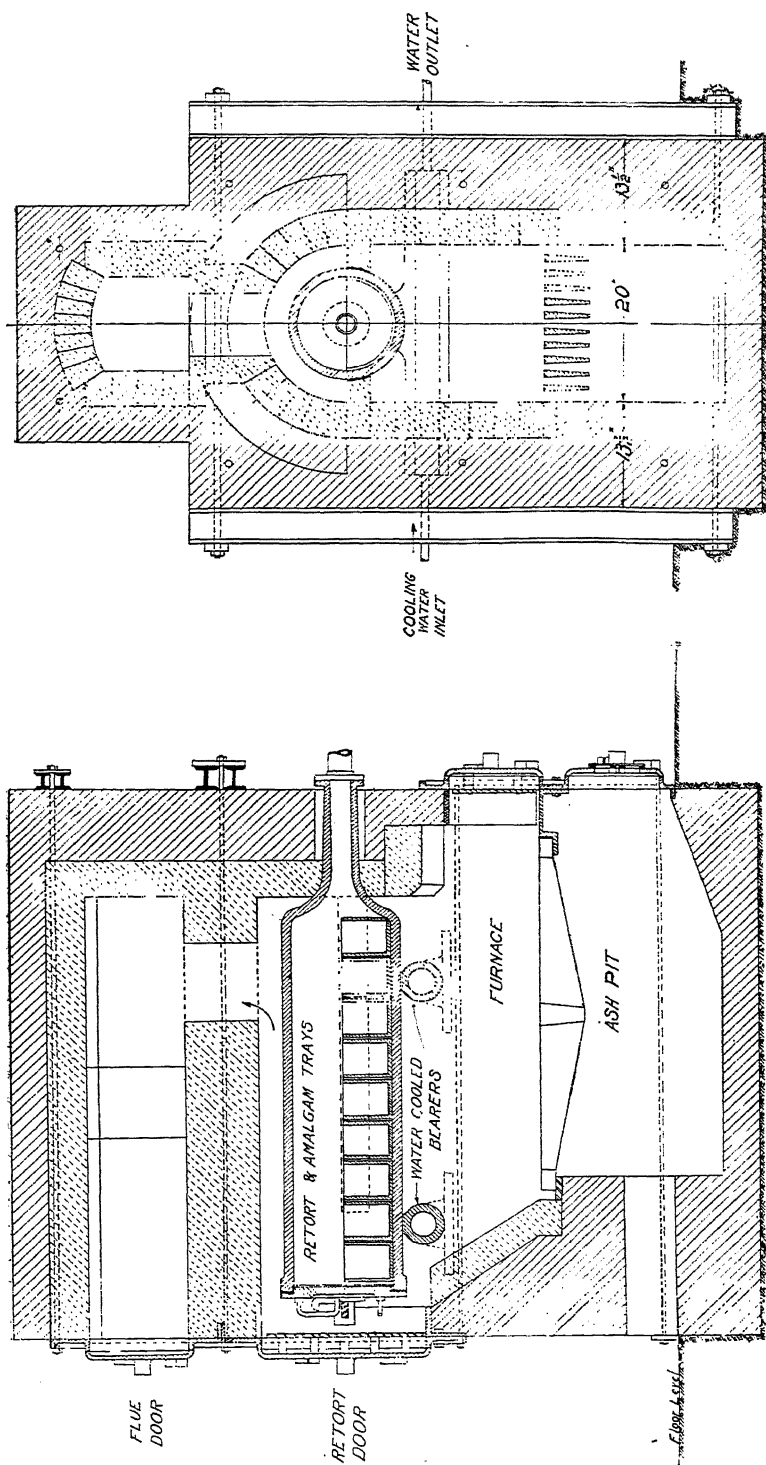 WATER
OUTLET
13½"
20"
13½"
COOLING
WATER
INLET
FLUE
DOOR
RETORT
DOOR
RETORT & AMALGAM TRAYS
WATER COOLED
BEARERS
FURNACE
ASH PIT
Floor Level